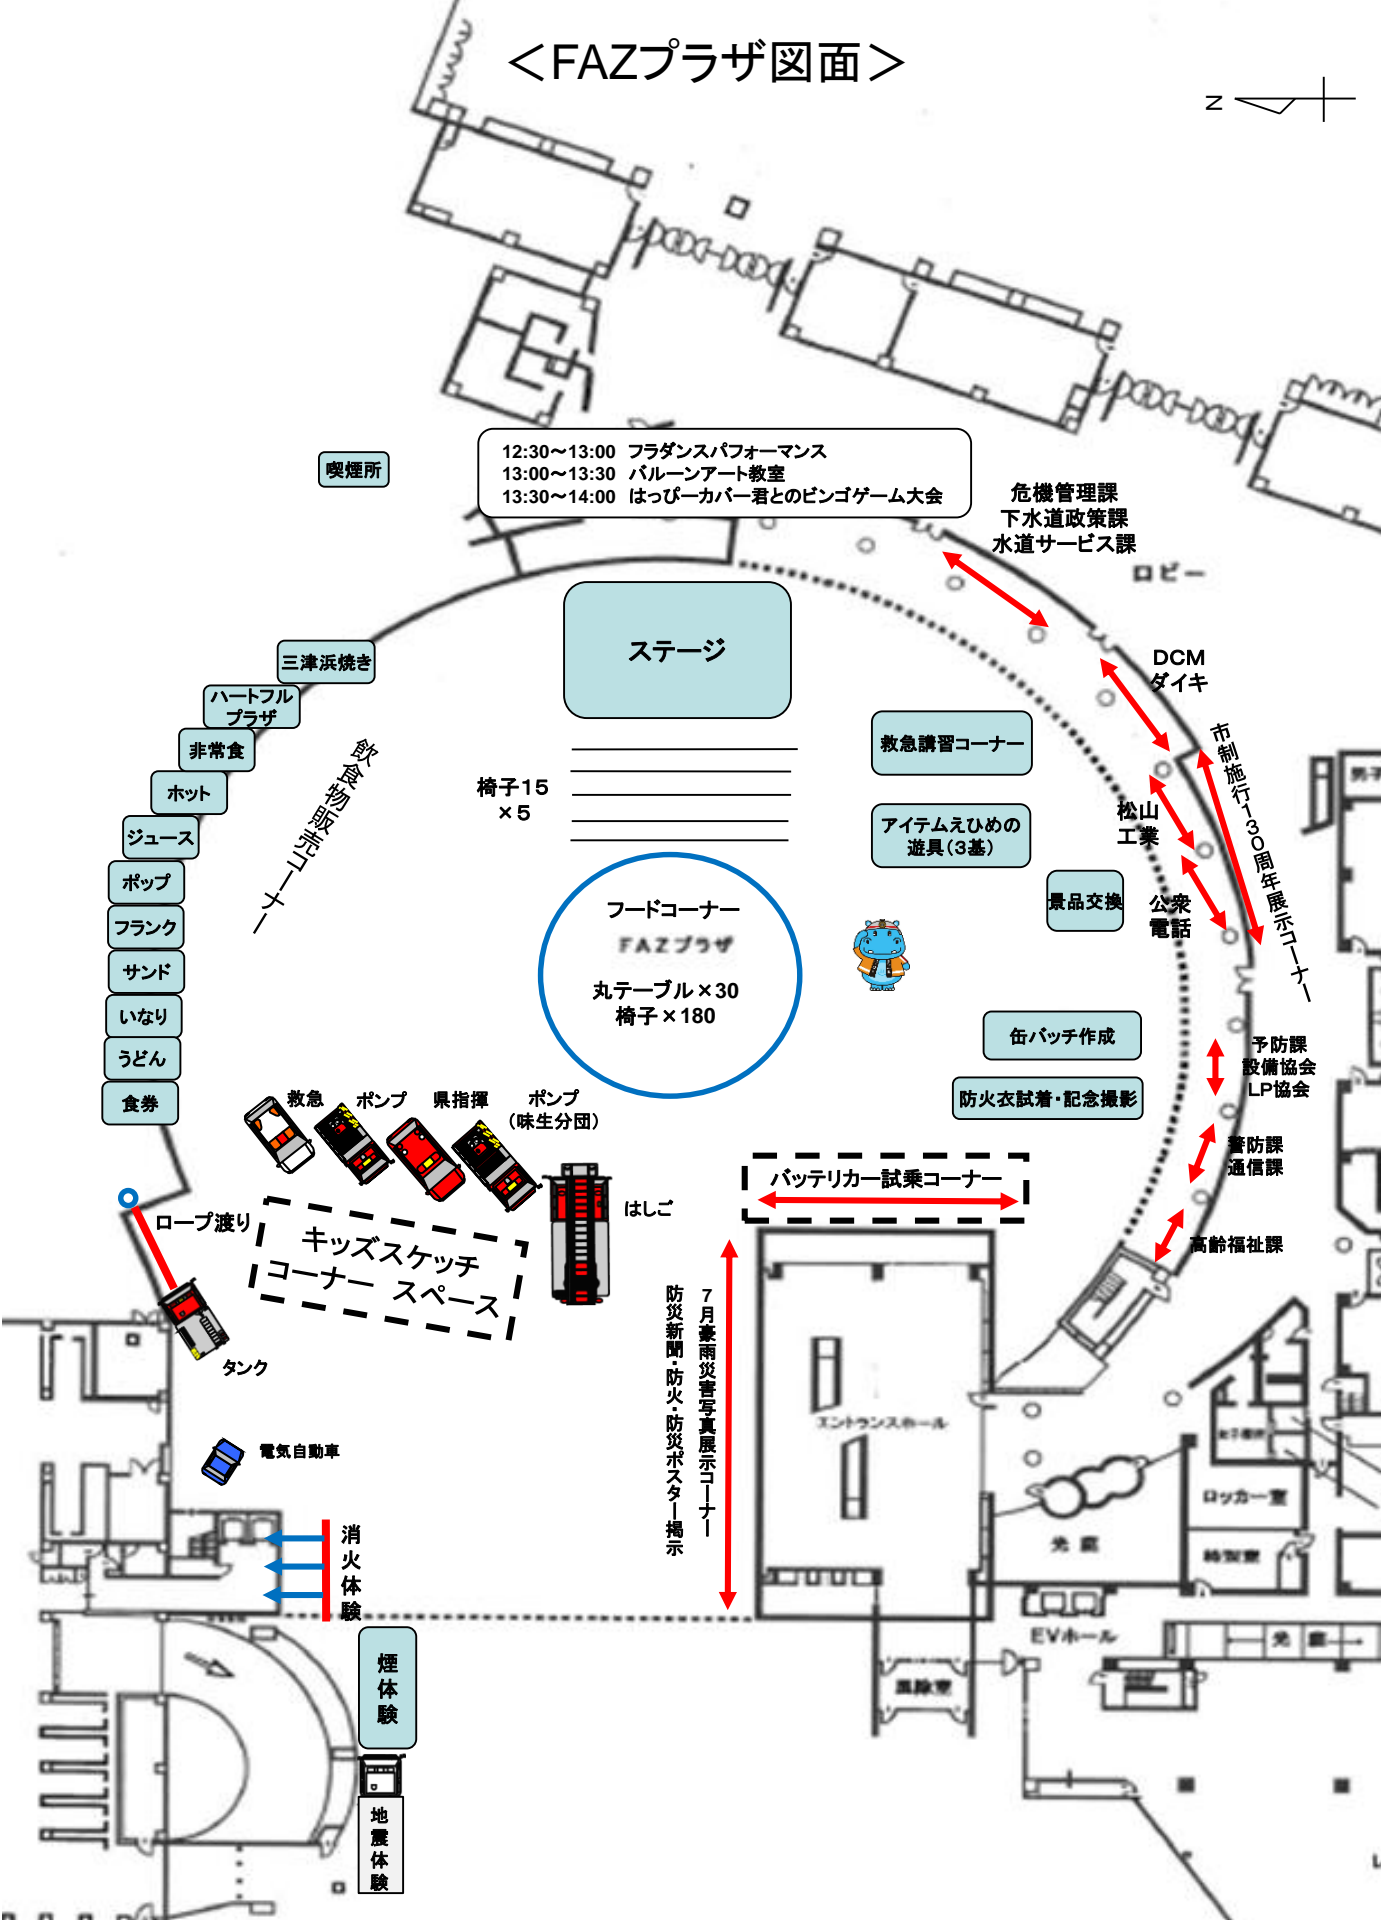 ＜FAZプラザ図面＞
N
喫煙所
12:30～13:00 フラダンスパフォーマンス
13:00～13:30 バルーンアート教室
13:30～14:00 はっぴーカバー君とのビンゴゲーム大会
危機管理課
下水道政策課
水道サービス課
ロビー
ステージ
三津浜焼き
ハートフル
プラザ
非常食
ホット
ジュース
ポップ
フランク
サンド
いなり
うどん
食券
飲食物販売コーナー
椅子15
×5
フードコーナー
FAZプラザ
丸テーブル×30
椅子×180
救急講習コーナー
アイテムえひめの
遊具（3基）
景品交換
DCM
ダイキ
松山
工業
公衆
電話
市制施行130周年展示コーナー
男子
缶バッチ作成
防火衣試着・記念撮影
予防課
設備協会
LP協会
警防課
通信課
高齢福祉課
救急
ポンプ
県指揮
ポンプ
（味生分団）
はしご
バッテリカー試乗コーナー
ロープ渡り
キッズスケッチ
コーナー スペース
タンク
電気自動車
7月豪雨災害写真展示コーナー
防災新聞・防火・防災ポスター掲示
エントランスホール
ロッカー室
光庭
消火体験
EVホール
光庭
風除室
煙体験
地震体験